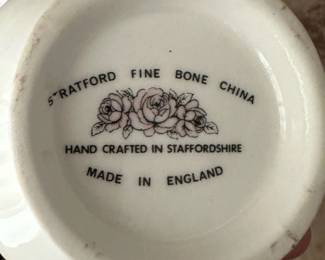 STRATFORD FINE BONE CHINA
HAND CRAFTED IN STAFFORDSHIRE
MADE IN ENGLAND